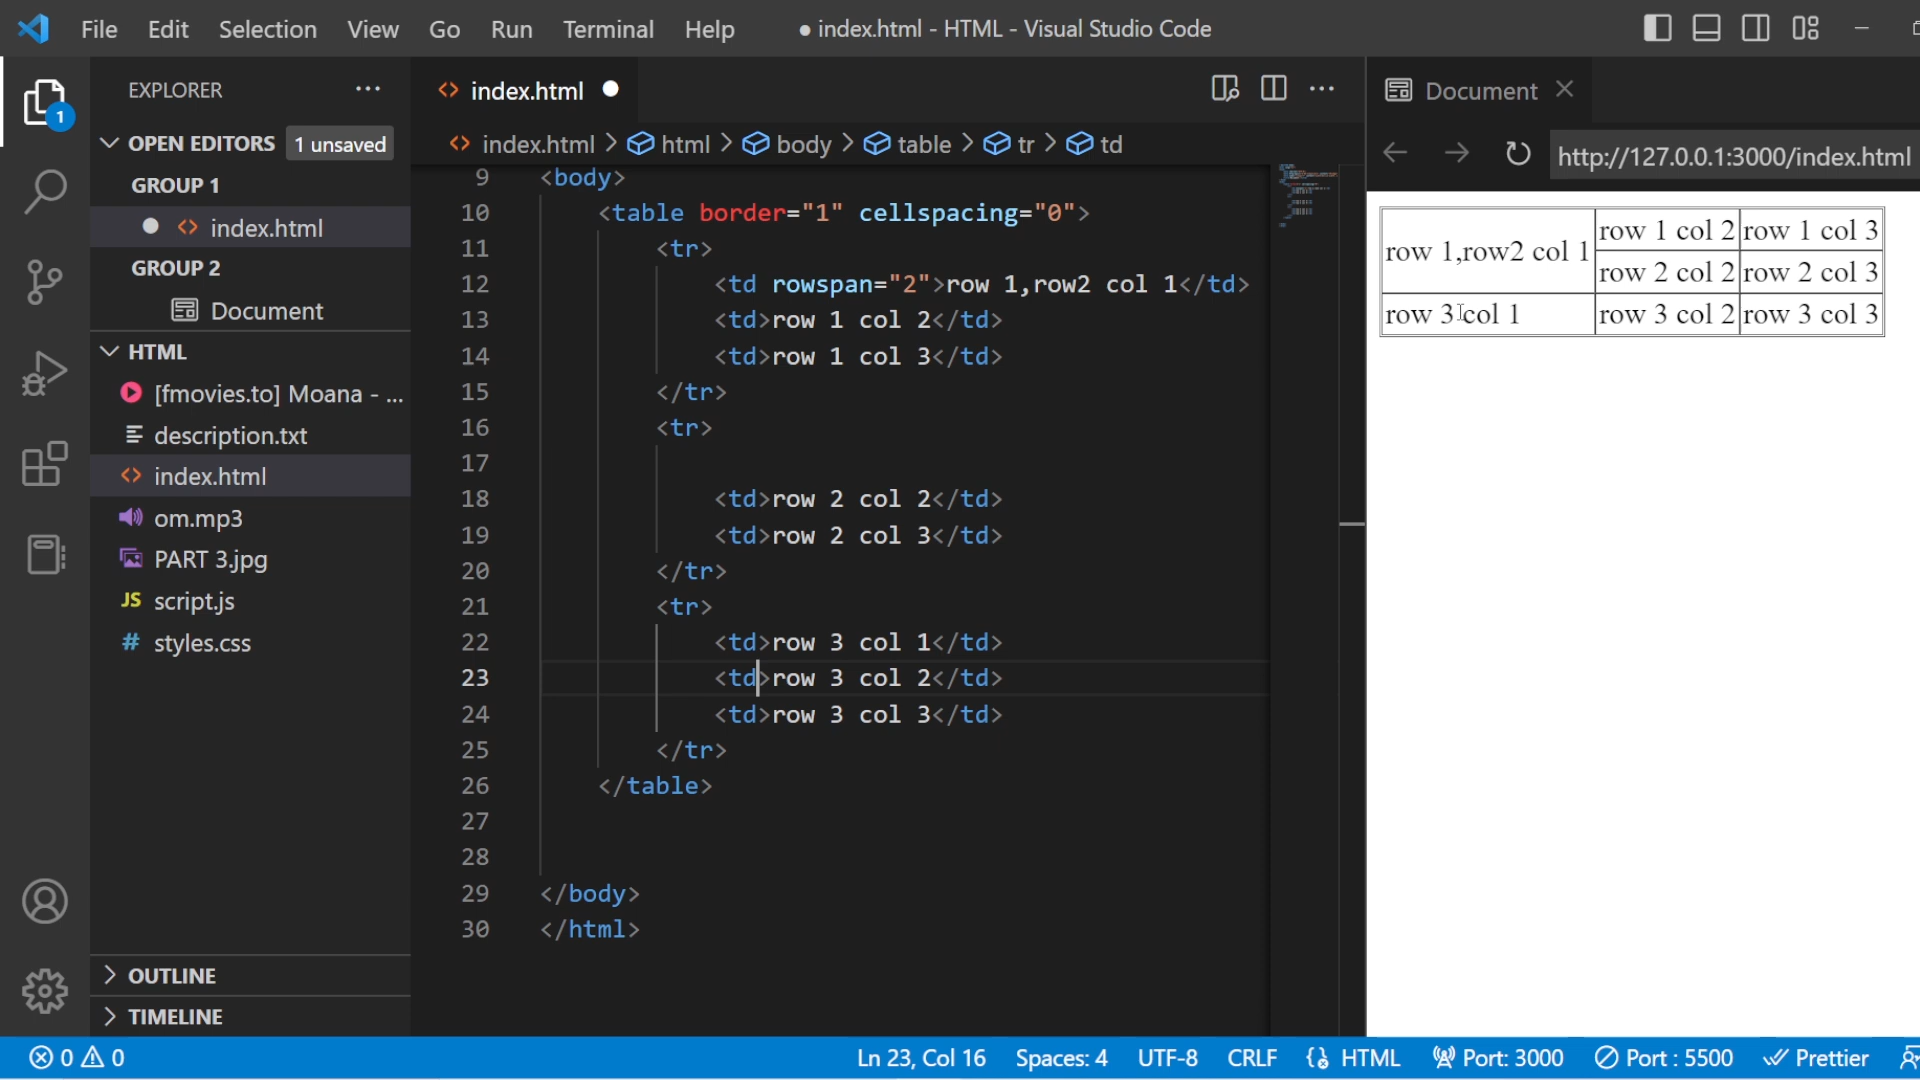 File Edit Selection View Go Run Terminal Help
● index.html - HTML - Visual Studio Code
EXPLORER
OPEN EDITORS 1 unsaved
GROUP 1
index.html
GROUP 2
Document
HTML
[fmovies.to] Moana - ...
description.txt
index.html
om.mp3
PART 3.jpg
JS script.js
# styles.css
OUTLINE
TIMELINE
index.html
index.html > html > body > table > tr > td
9 <body>
10 <table border="1" cellspacing="0">
11 <tr>
12 <td rowspan="2">row 1,row2 col 1</td>
13 <td>row 1 col 2</td>
14 <td>row 1 col 3</td>
15 </tr>
16 <tr>
17
18 <td>row 2 col 2</td>
19 <td>row 2 col 3</td>
20 </tr>
21 <tr>
22 <td>row 3 col 1</td>
23 <td>row 3 col 2</td>
24 <td>row 3 col 3</td>
25 </tr>
26 </table>
27
28
29 </body>
30 </html>
Document
http://127.0.0.1:3000/index.html
row 1,row2 col 1 row 1 col 2 row 1 col 3
row 2 col 2 row 2 col 3
row 3 col 1 row 3 col 2 row 3 col 3
0 0 Ln 23, Col 16 Spaces: 4 UTF-8 CRLF HTML Port: 3000 Port : 5500 Prettier
1